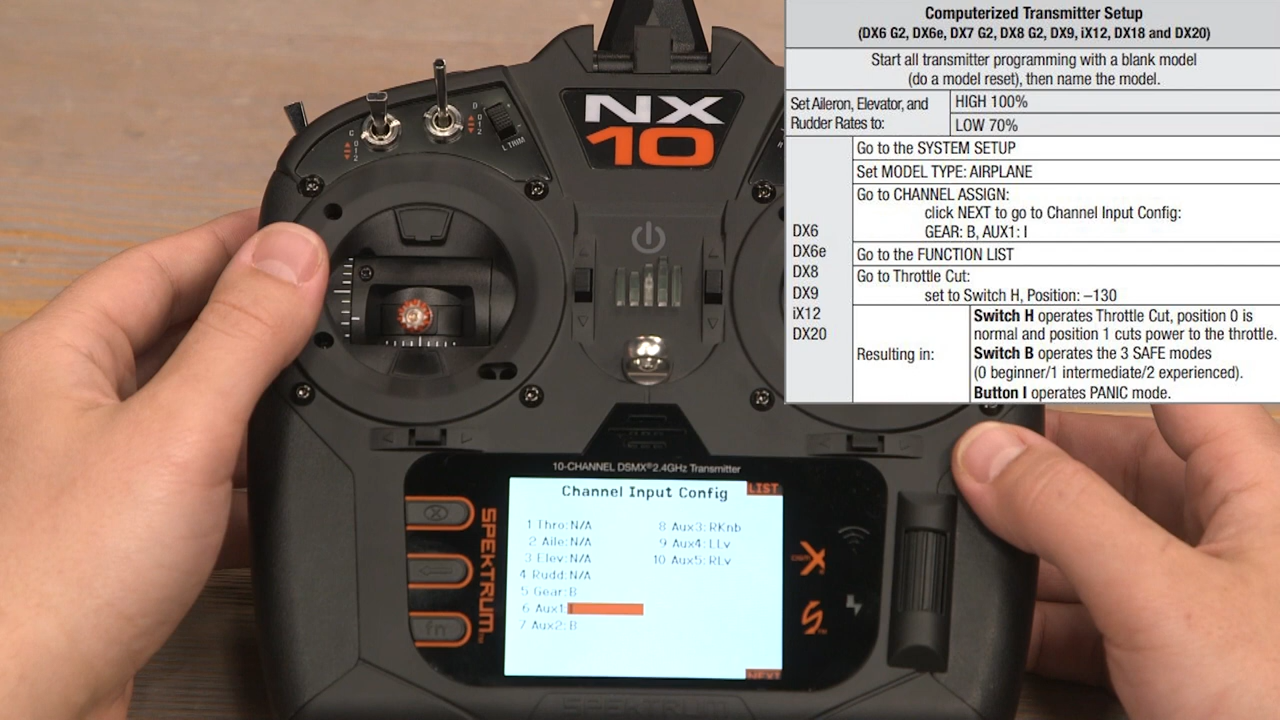 Computerized Transmitter Setup
(DX6 G2, DX6e, DX7 G2, DX8 G2, DX9, iX12, DX18 and DX20)
Start all transmitter programming with a blank model
(do a model reset), then name the model.
Set Aileron, Elevator, and
Rudder Rates to:
HIGH 100%
LOW 70%
DX6
DX6e
DX8
DX9
iX12
DX20
Go to the SYSTEM SETUP
Set MODEL TYPE: AIRPLANE
Go to CHANNEL ASSIGN:
click NEXT to go to Channel Input Config:
GEAR: B, AUX1: I
Go to the FUNCTION LIST
Go to Throttle Cut:
set to Switch H, Position: –130
Resulting in:
Switch H operates Throttle Cut, position 0 is
normal and position 1 cuts power to the throttle.
Switch B operates the 3 SAFE modes
(0 beginner/1 intermediate/2 experienced).
Button I operates PANIC mode.
NX
10
C
0
1
2
D
0
1
2
L TRIM
10-CHANNEL DSMX® 2.4GHz Transmitter
Channel Input Config
LIST
1 Thro: N/A
2 Aile: N/A
3 Elev: N/A
4 Rudd: N/A
5 Gear: B
6 Aux1: I
7 Aux2: B
8 Aux3: RKnb
9 Aux4: LLv
10 Aux5: RLv
NEXT
SPEKTRUM
fn
SPEKTRUM